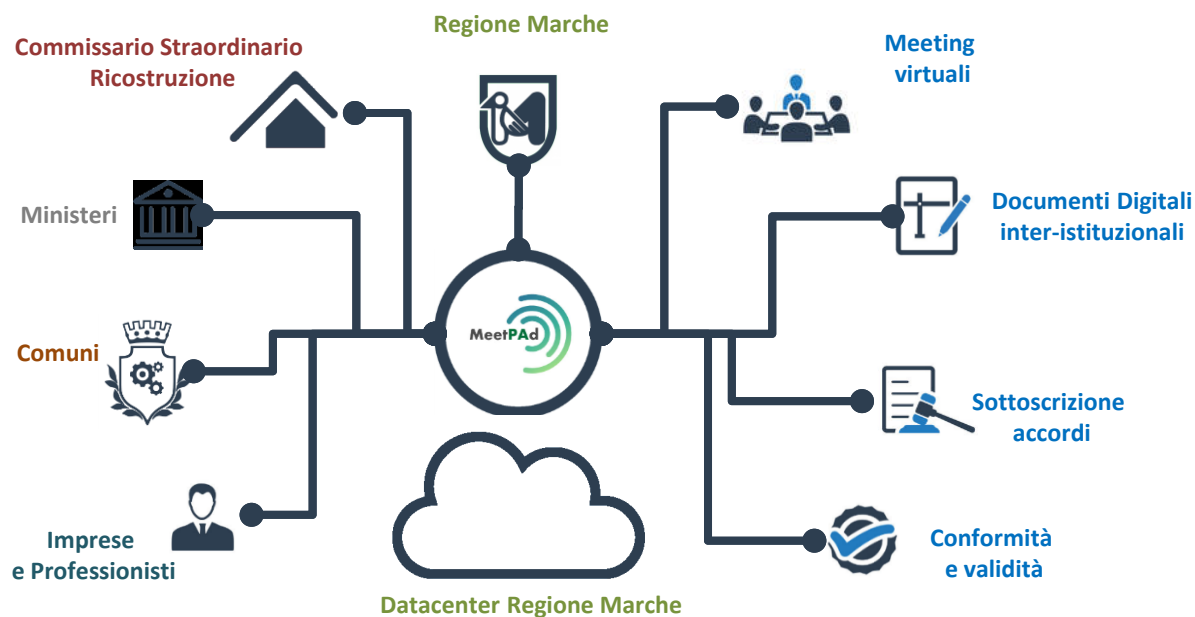 Regione Marche
Commissario Straordinario
Ricostruzione
Meeting
virtuali
Ministeri
Documenti Digitali
inter-istituzionali
MeetPAd
Comuni
Sottoscrizione
accordi
Imprese
e Professionisti
Conformità
e validità
Datacenter Regione Marche